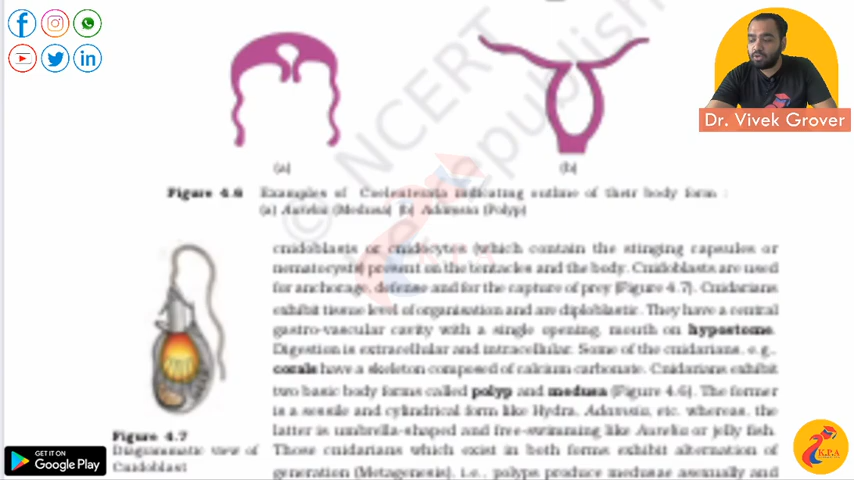 (a)
(b)
Dr. Vivek Grover
Figure 4.6 Examples of Coelenterata indicating outline of their body form :
(a) Aurelia (Medusa) (b) Adamsia (Polyp)
cnidoblasts or cnidocytes (which contain the stinging capsules or
nematocysts) present on the tentacles and the body. Cnidoblasts are used
for anchorage, defense and for the capture of prey (Figure 4.7). Cnidarians
exhibit tissue level of organisation and are diploblastic. They have a central
gastro-vascular cavity with a single opening, mouth on hypostome.
Digestion is extracellular and intracellular. Some of the cnidarians, e.g.,
corals have a skeleton composed of calcium carbonate. Cnidarians exhibit
two basic body forms called polyp and medusa (Figure 4.6). The former
is a sessile and cylindrical form like Hydra, Adamsia, etc. whereas, the
latter is umbrella-shaped and free-swimming like Aurelia or jelly fish.
Those cnidarians which exist in both forms exhibit alternation of
generation (Metagenesis), i.e., polyps produce medusae asexually and
Figure 4.7
Diagrammatic view of
Cnidoblast
© NCERT
republish
GET IT ON
Google Play
K.P.A